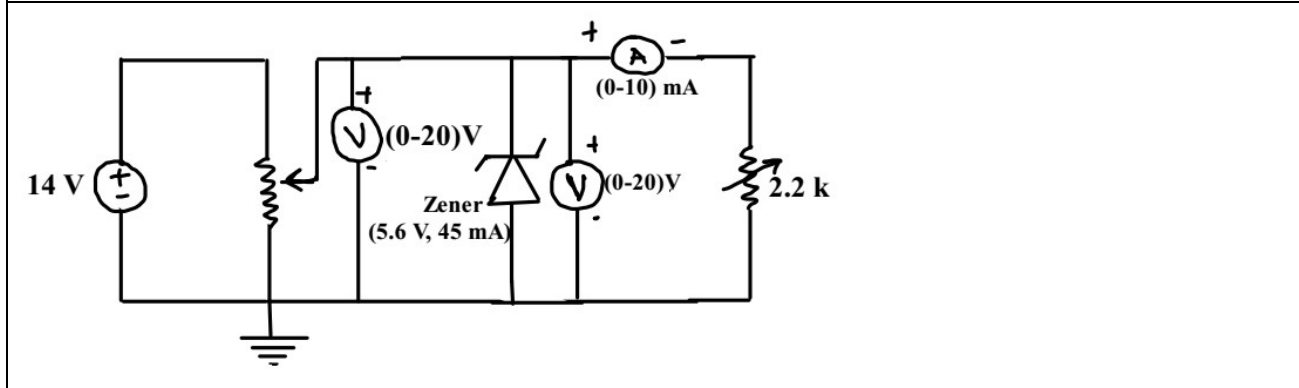 + A -
(0-10) mA
+
V (0-20)V
-
+
V (0-20)V
-
14 V + -
2.2 k
Zener
(5.6 V, 45 mA)